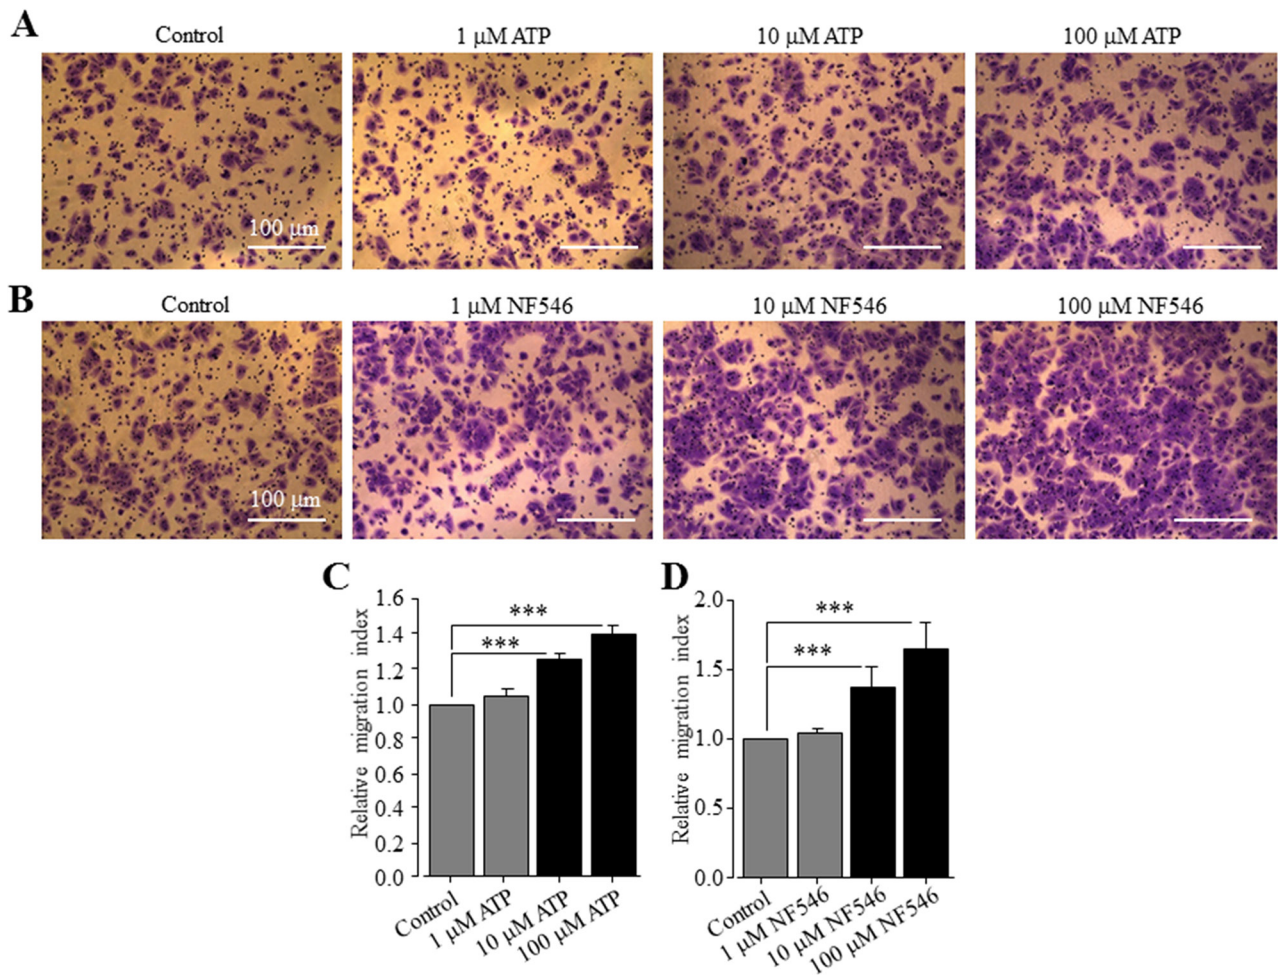 A
Control
1 μM ATP
10 μM ATP
100 μM ATP
100 μm
B
Control
1 μM NF546
10 μM NF546
100 μM NF546
100 μm
C
Relative migration index
1.6
1.4
1.2
1.0
0.8
0.6
0.4
0.2
0.0
***
***
Control
1 μM ATP
10 μM ATP
100 μM ATP
D
Relative migration index
2.0
1.5
1.0
0.5
0.0
***
***
Control
1 μM NF546
10 μM NF546
100 μM NF546